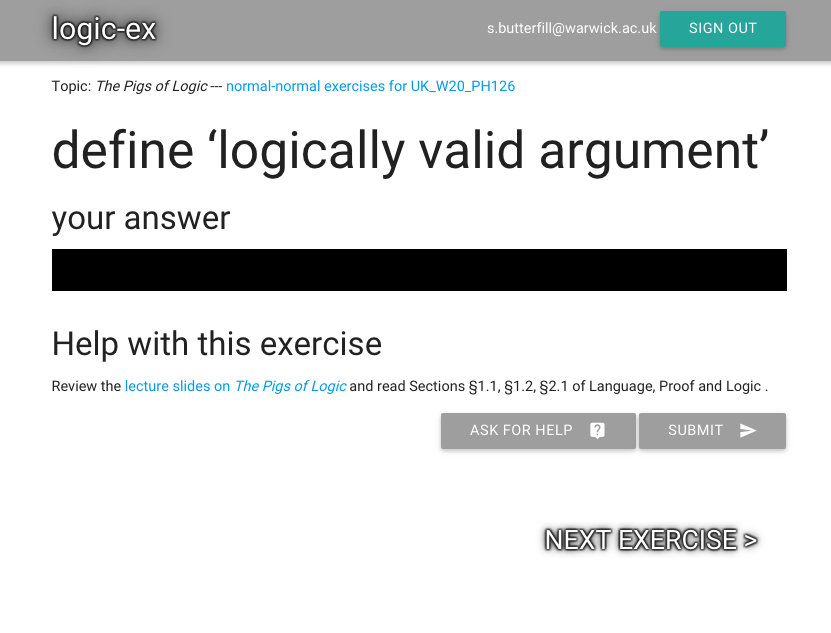 logic-ex
s.butterfill@warwick.ac.uk SIGN OUT
Topic: The Pigs of Logic --- normal-normal exercises for UK_W20_PH126
define ‘logically valid argument’
your answer
Help with this exercise
Review the lecture slides on The Pigs of Logic and read Sections §1.1, §1.2, §2.1 of Language, Proof and Logic .
ASK FOR HELP SUBMIT
NEXT EXERCISE >